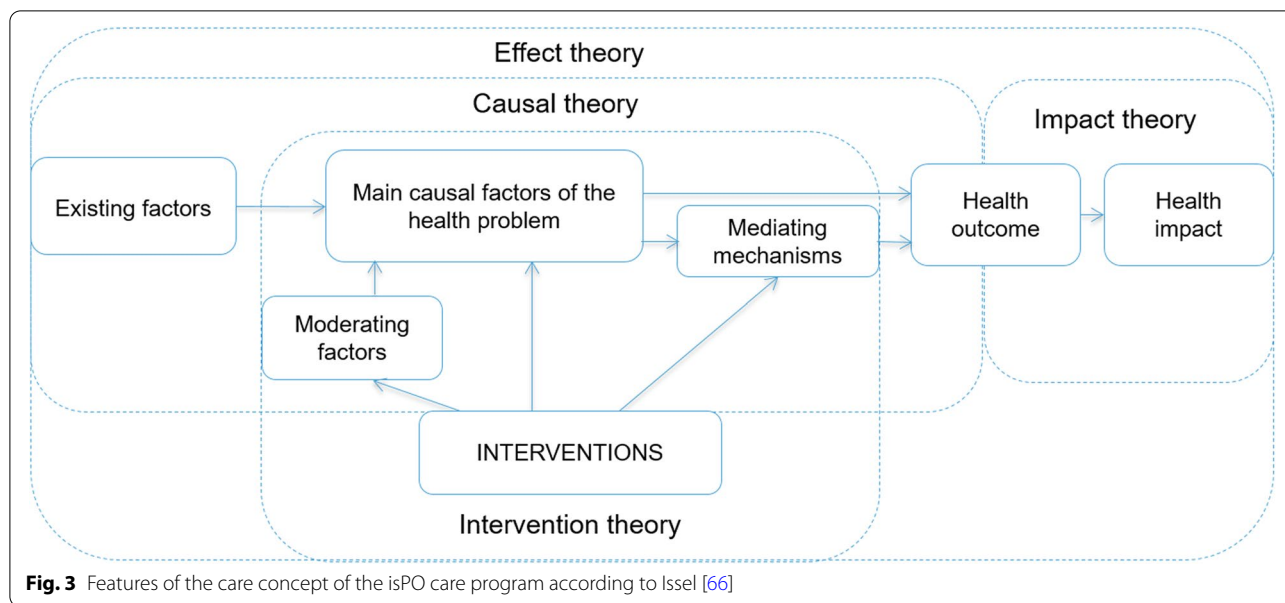 Effect theory
Causal theory
Impact theory
Existing factors
Main causal factors of the
health problem
Mediating
mechanisms
Health
outcome
Health
impact
Moderating
factors
INTERVENTIONS
Intervention theory
Fig. 3 Features of the care concept of the isPO care program according to Issel [66]